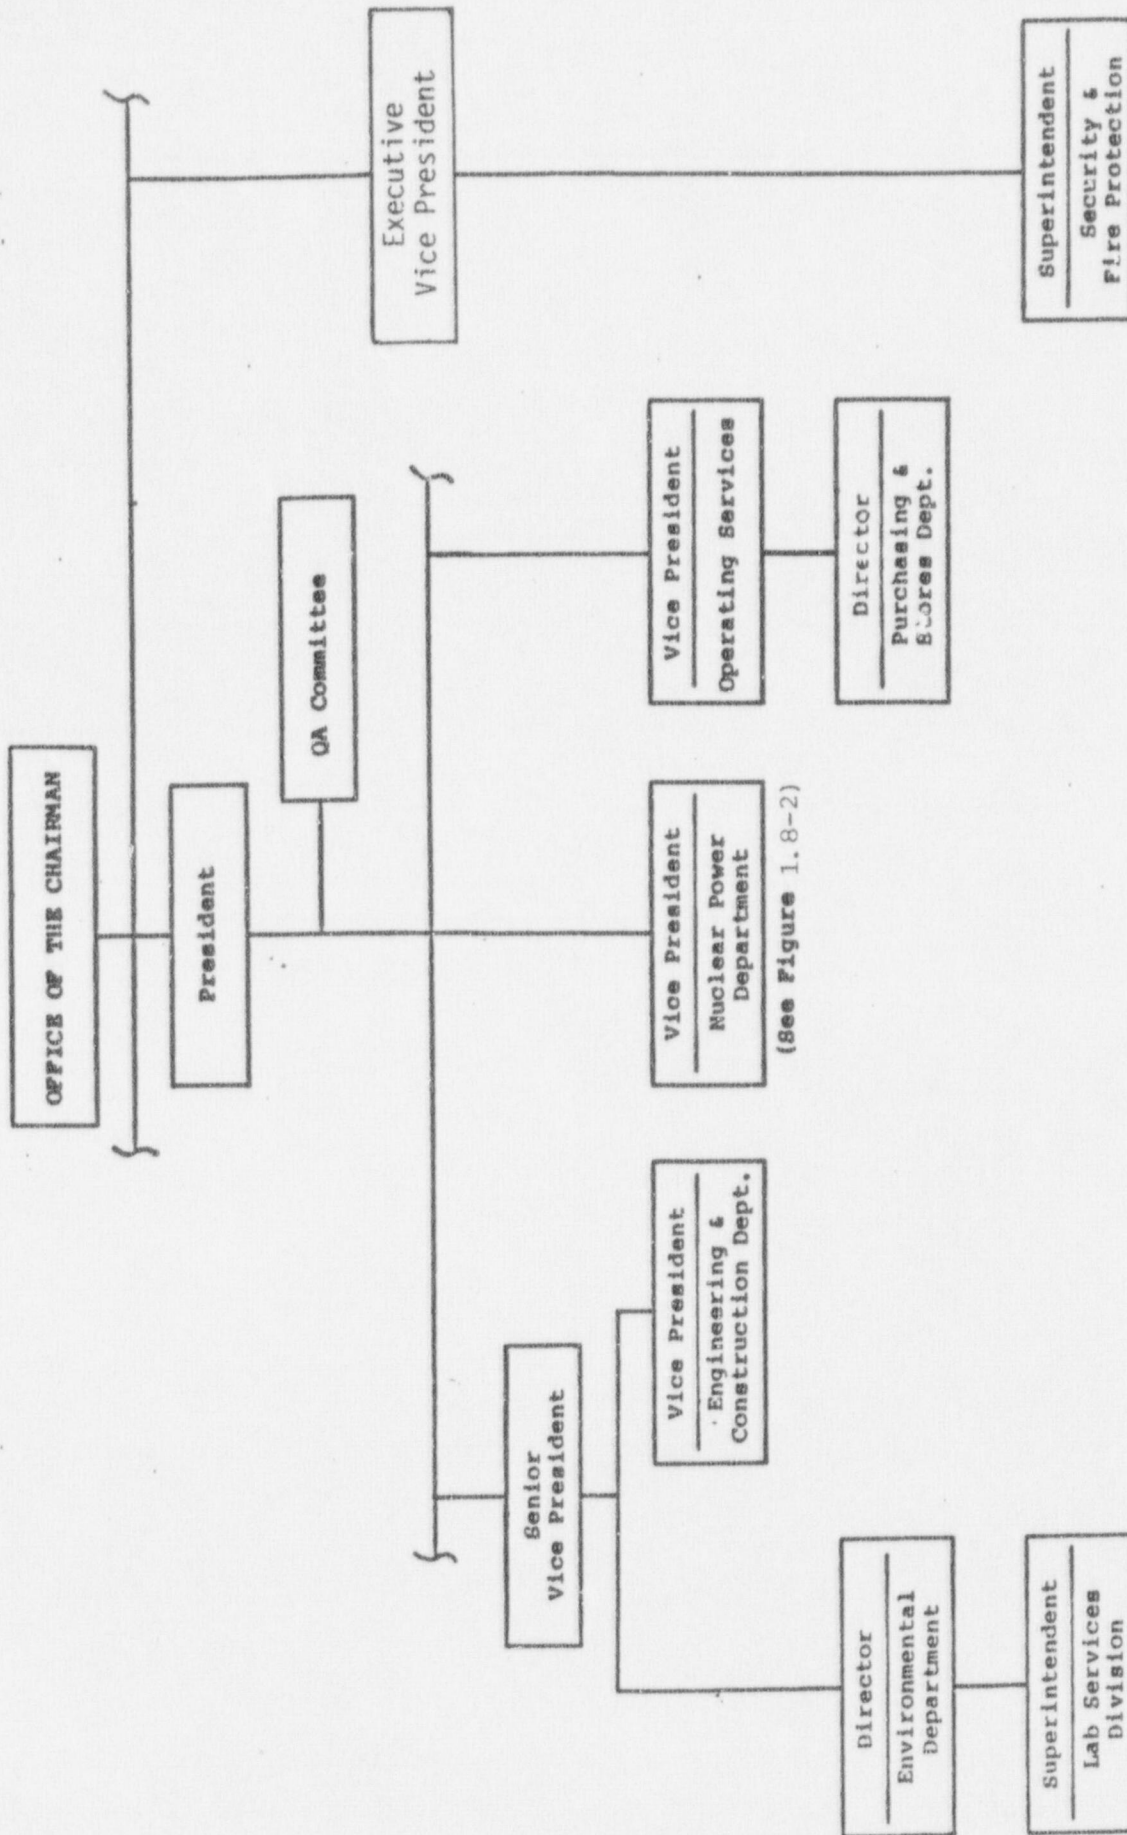 OFFICE OF THE CHAIRMAN
President
QA Committee
Executive
Vice President
Senior
Vice President
Vice President
Engineering &
Construction Dept.
Vice President
Nuclear Power
Department
(See Figure 1.8-2)
Vice President
Operating Services
Director
Environmental
Department
Director
Purchasing &
Stores Dept.
Superintendent
Lab Services
Division
Superintendent
Security &
Fire Protection